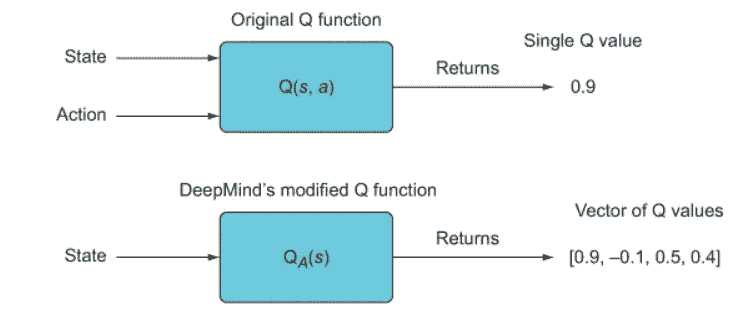 Original Q function
Single Q value
State
Returns
Q(s, a)
0.9
Action
DeepMind's modified Q function
Vector of Q values
Returns
State
QA(s)
[0.9, –0.1, 0.5, 0.4]